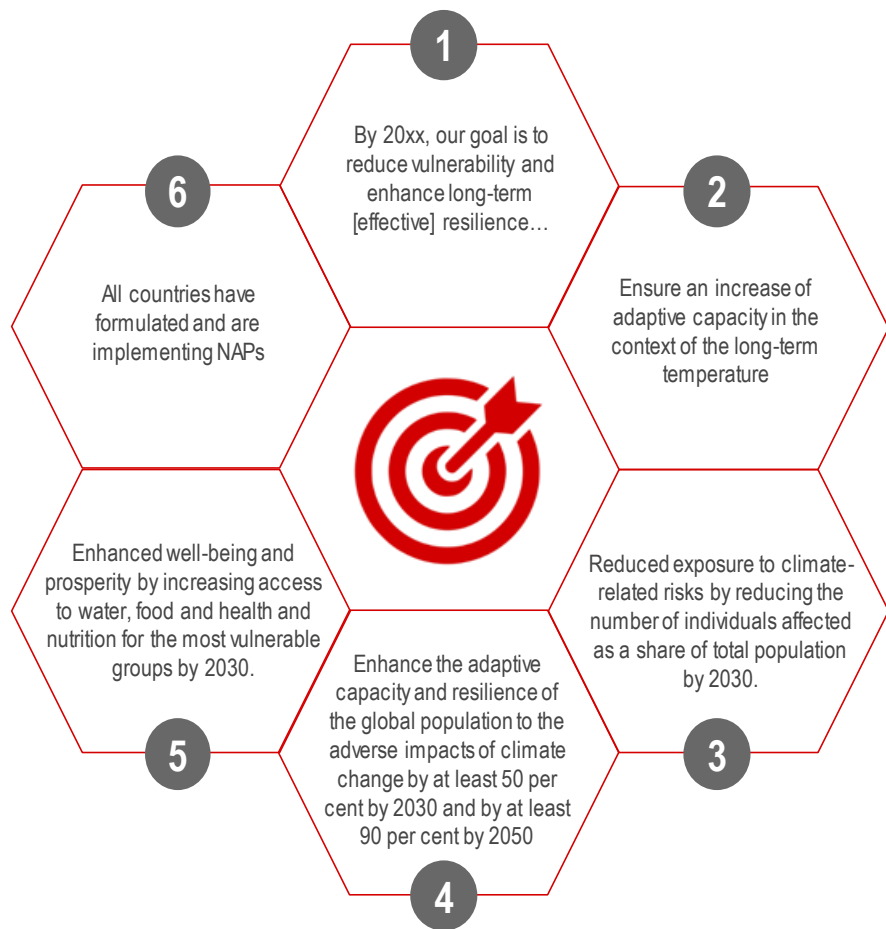 1
By 20xx, our goal is to
reduce vulnerability and
enhance long-term
[effective] resilience…
2
Ensure an increase of
adaptive capacity in the
context of the long-term
temperature
3
Reduced exposure to climate-
related risks by reducing the
number of individuals affected
as a share of total population
by 2030.
4
Enhance the adaptive
capacity and resilience of
the global population to the
adverse impacts of climate
change by at least 50 per
cent by 2030 and by at least
90 per cent by 2050
5
Enhanced well-being and
prosperity by increasing access
to water, food and health and
nutrition for the most vulnerable
groups by 2030.
6
All countries have
formulated and are
implementing NAPs